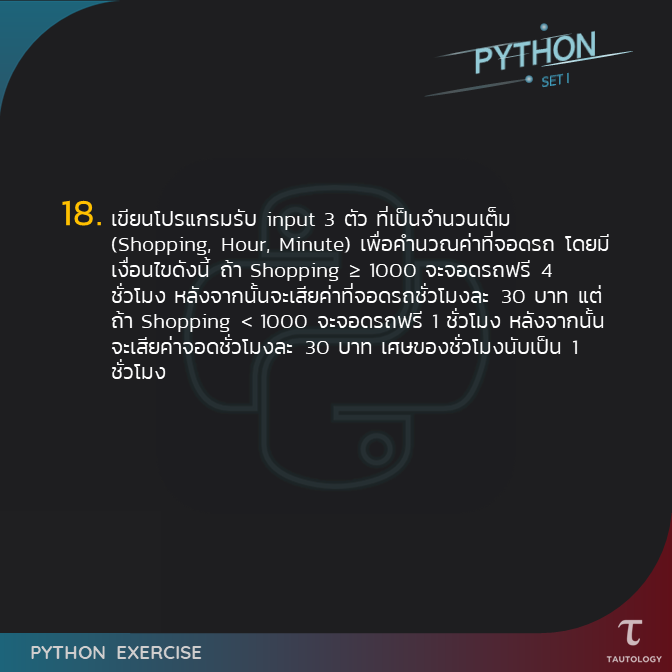 PYTHON
SET I
18. เขียนโปรแกรมรับ input 3 ตัว ที่เป็นจำนวนเต็ม
(Shopping, Hour, Minute) เพื่อคำนวณค่าที่จอดรถ โดยมี
เงื่อนไขดังนี้ ถ้า Shopping ≥ 1000 จะจอดรถฟรี 4
ชั่วโมง หลังจากนั้นจะเสียค่าที่จอดรถชั่วโมงละ 30 บาท แต่
ถ้า Shopping < 1000 จะจอดรถฟรี 1 ชั่วโมง หลังจากนั้น
จะเสียค่าจอดชั่วโมงละ 30 บาท เศษของชั่วโมงนับเป็น 1
ชั่วโมง
PYTHON EXERCISE
τ
TAUTOLOGY